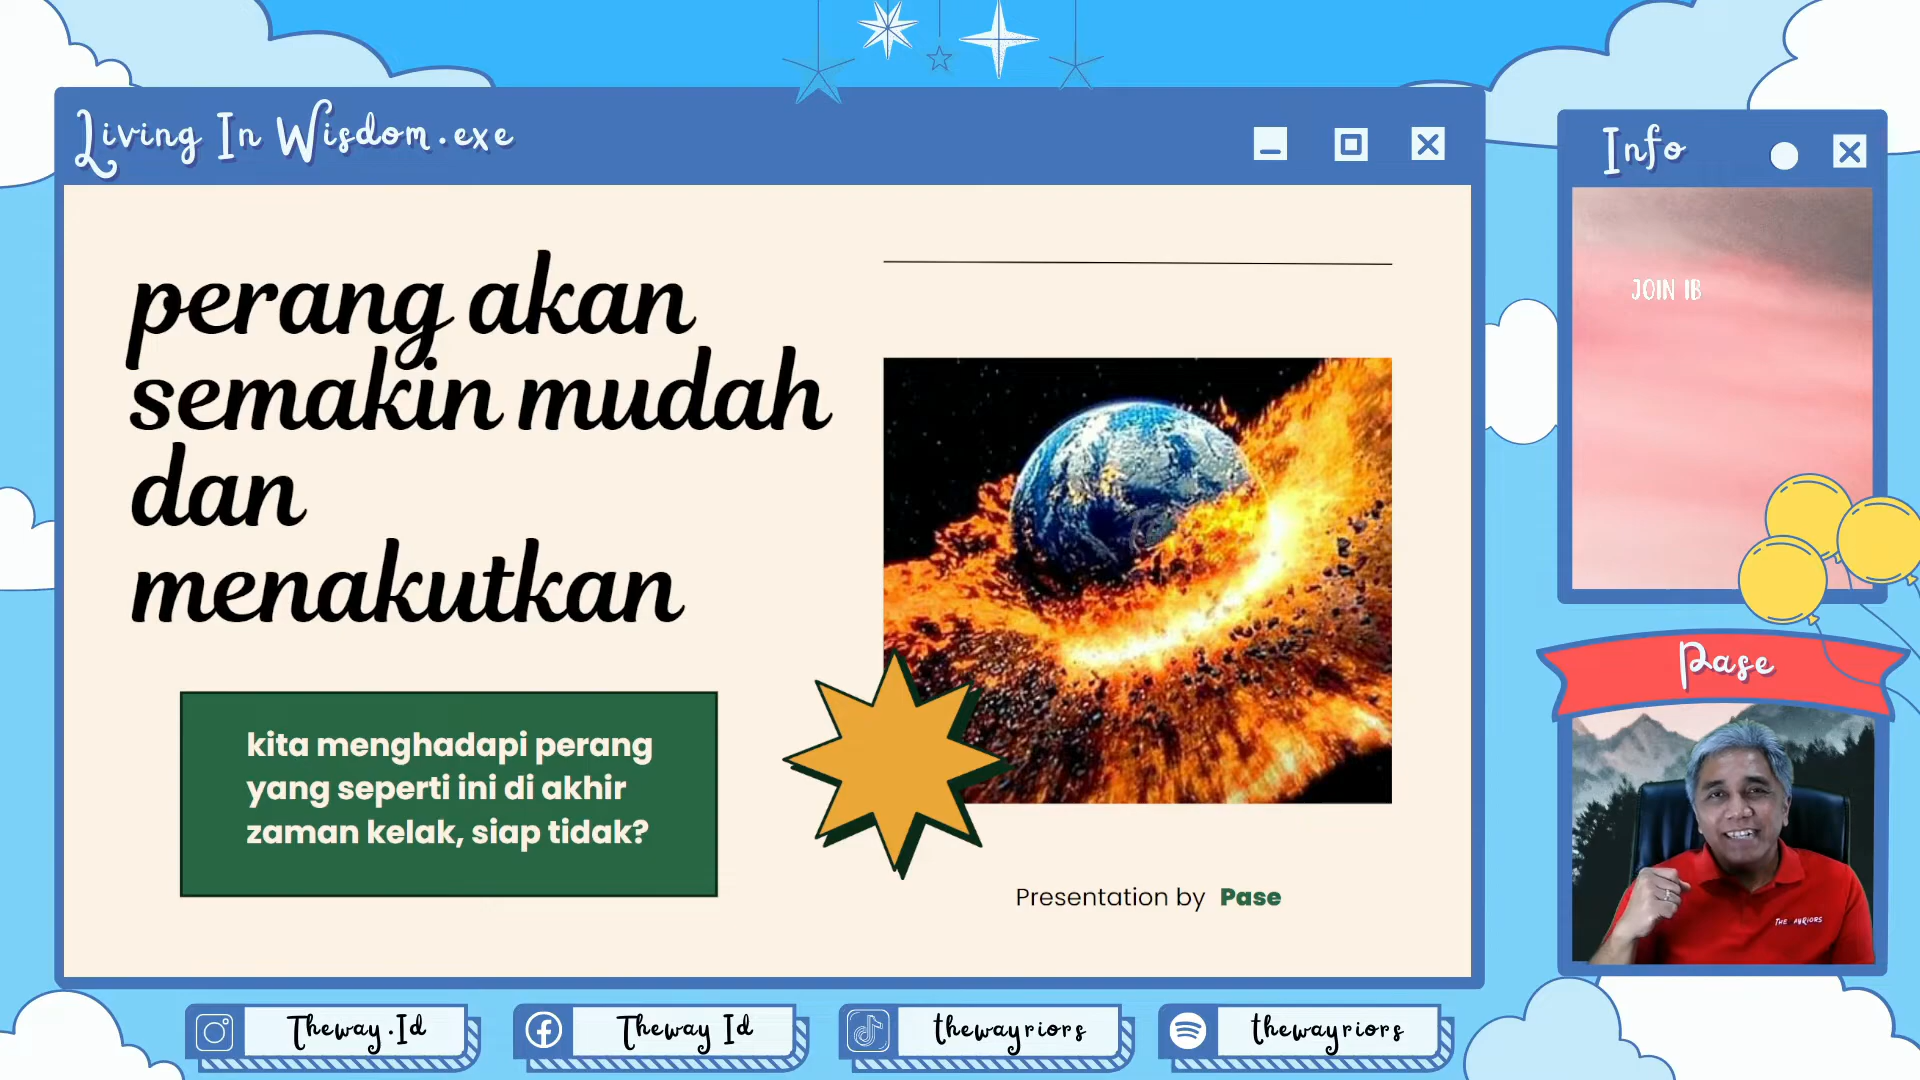 Living In Wisdom.exe
perang akan
semakin mudah
dan
menakutkan
kita menghadapi perang
yang seperti ini di akhir
zaman kelak, siap tidak?
Presentation by Pase
Info
JOIN IB
Pase
Theway.Id
Theway Id
thewayriors
thewayriors